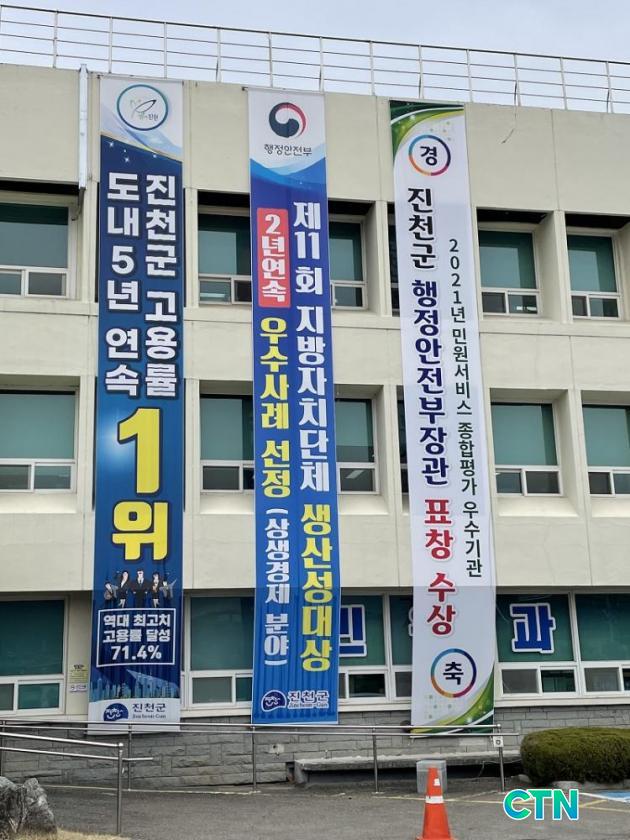 진천군 고용률
도내 5년 연속
1위
역대 최고치
고용률 달성
71.4%
진천군
행정안전부
제11회 지방자치단체 생산성대상
2년연속 우수사례 선정 (상생경제 분야)
진천군
경
2021년 민원서비스 종합평가 우수기관
진천군 행정안전부장관 표창 수상
축
민
과
CTN